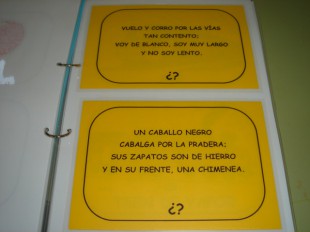 VUELO Y CORRO POR LAS VÍAS
TAN CONTENTO;
VOY DE BLANCO, SOY MUY LARGO
Y NO SOY LENTO.
¿?
UN CABALLO NEGRO
CABALGA POR LA PRADERA;
SUS ZAPATOS SON DE HIERRO
Y EN SU FRENTE, UNA CHIMENEA.
¿?